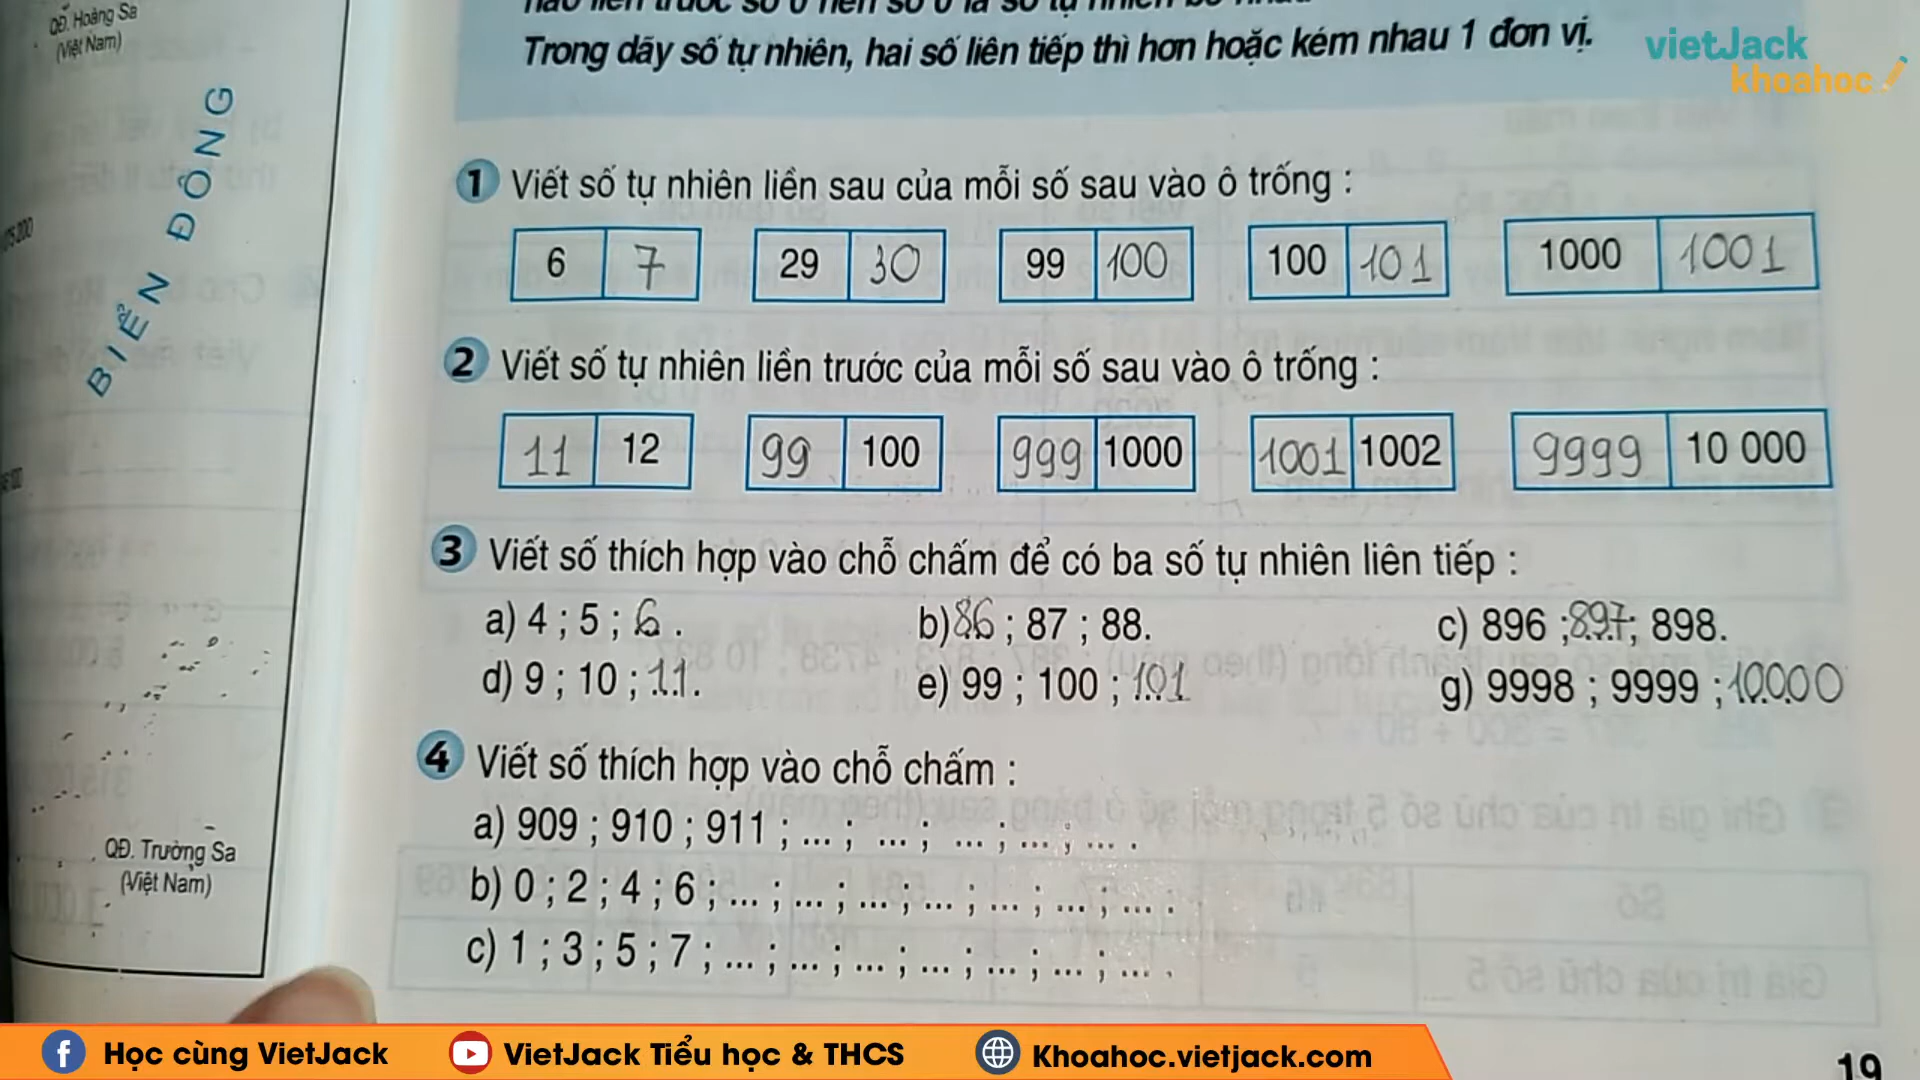 QĐ. Hoàng Sa
(Việt Nam)
BIỂN ĐÔNG
QĐ. Trường Sa
(Việt Nam)
Trong dãy số tự nhiên, hai số liên tiếp thì hơn hoặc kém nhau 1 đơn vị.
vietJack
khoahoc
1 Viết số tự nhiên liền sau của mỗi số sau vào ô trống :
6 7 29 30 99 100 100 101 1000 1001
2 Viết số tự nhiên liền trước của mỗi số sau vào ô trống :
11 12 99 100 999 1000 1001 1002 9999 10 000
3 Viết số thích hợp vào chỗ chấm để có ba số tự nhiên liên tiếp :
a) 4 ; 5 ; 6 . b) 86 ; 87 ; 88. c) 896 ; 897 ; 898.
d) 9 ; 10 ; 11 . e) 99 ; 100 ; 101 g) 9998 ; 9999 ; 10000
4 Viết số thích hợp vào chỗ chấm :
a) 909 ; 910 ; 911 ; ... ; ... ; ... ; ... ; ... .
b) 0 ; 2 ; 4 ; 6 ; ... ; ... ; ... ; ... ; ... ; ... ; ... .
c) 1 ; 3 ; 5 ; 7 ; ... ; ... ; ... ; ... ; ... ; ... ; ... .
Học cùng VietJack VietJack Tiểu học & THCS Khoahoc.vietjack.com
19